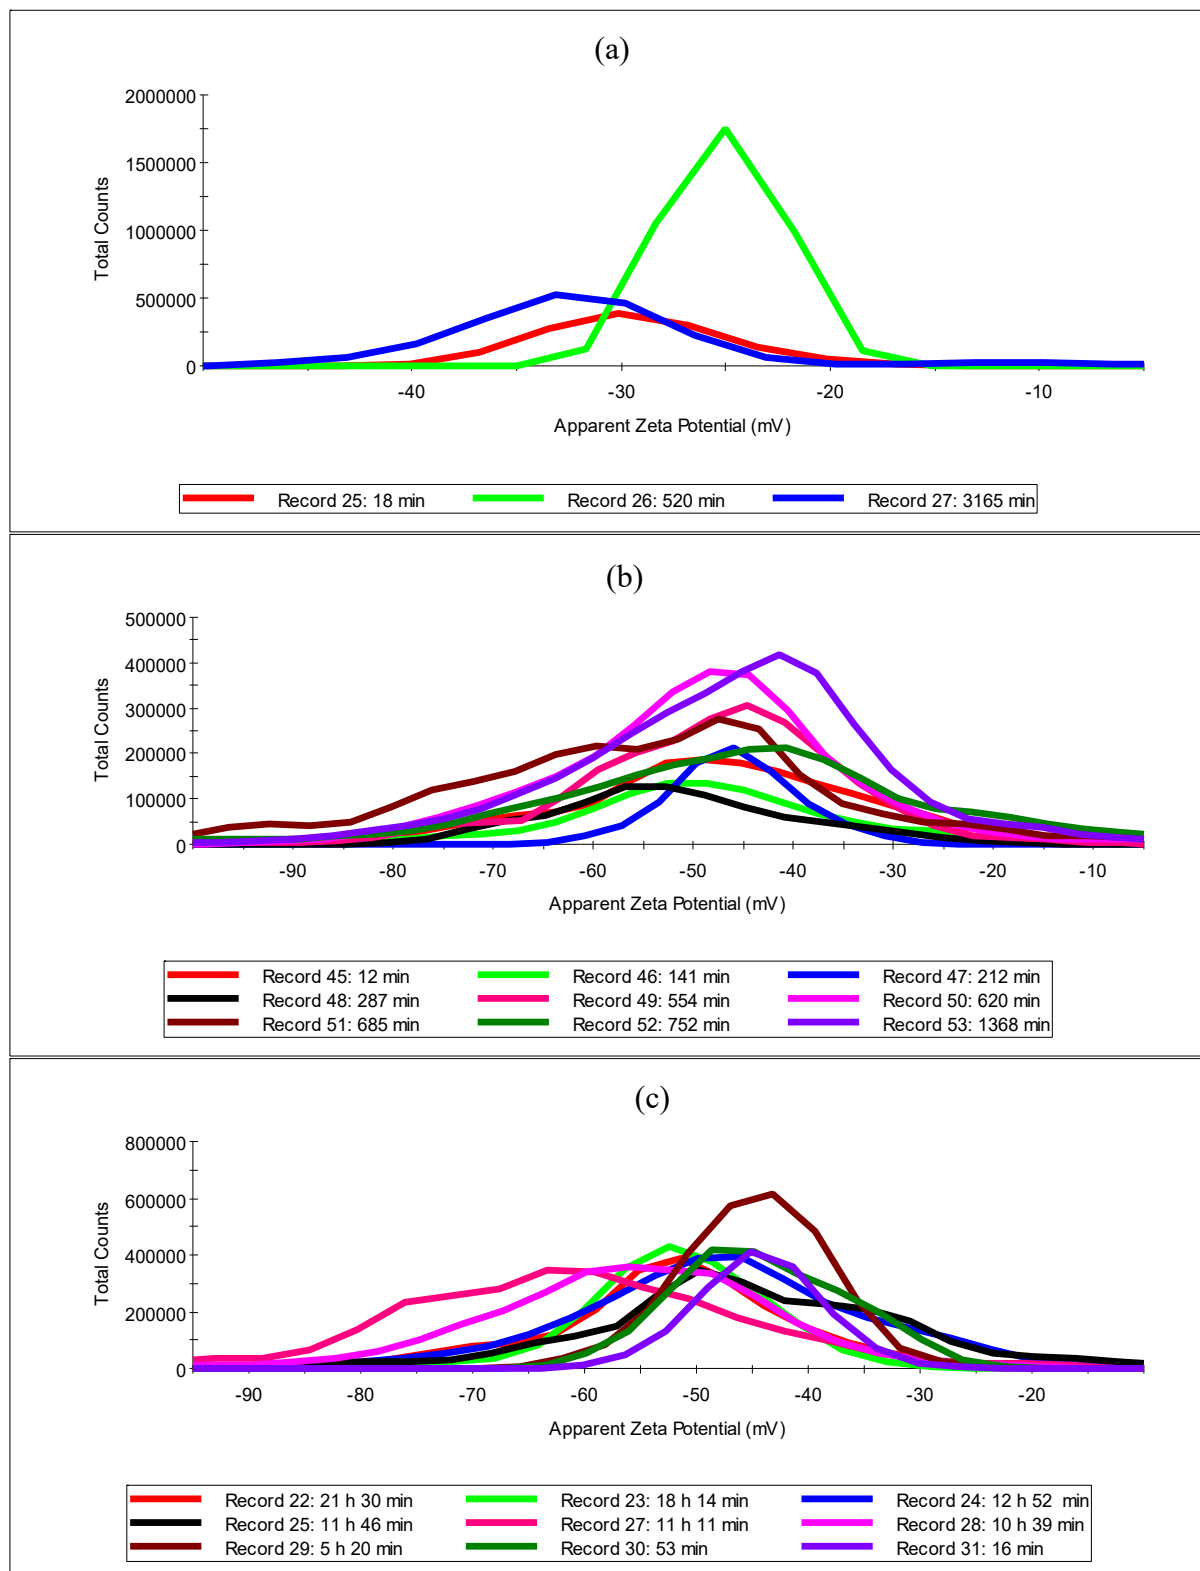 (a)
2000000
1500000
1000000
500000
0
Total Counts
-40 -30 -20 -10
Apparent Zeta Potential (mV)
Record 25: 18 min Record 26: 520 min Record 27: 3165 min
(b)
500000
400000
300000
200000
100000
0
Total Counts
-90 -80 -70 -60 -50 -40 -30 -20 -10
Apparent Zeta Potential (mV)
Record 45: 12 min Record 46: 141 min Record 47: 212 min
Record 48: 287 min Record 49: 554 min Record 50: 620 min
Record 51: 685 min Record 52: 752 min Record 53: 1368 min
(c)
800000
600000
400000
200000
0
Total Counts
-90 -80 -70 -60 -50 -40 -30 -20
Apparent Zeta Potential (mV)
Record 22: 21 h 30 min Record 23: 18 h 14 min Record 24: 12 h 52 min
Record 25: 11 h 46 min Record 27: 11 h 11 min Record 28: 10 h 39 min
Record 29: 5 h 20 min Record 30: 53 min Record 31: 16 min